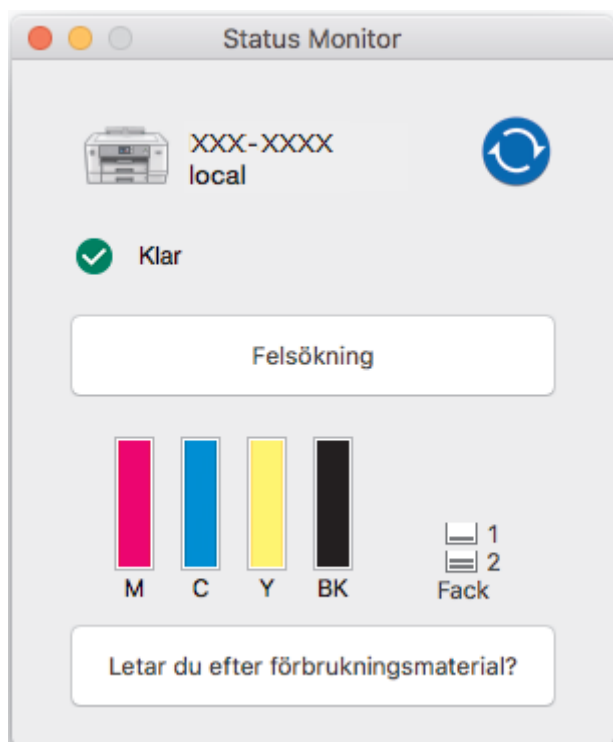 Status Monitor
XXX-XXXX
local
Klar
Felsökning
1
2
M C Y BK
Fack
Letar du efter förbrukningsmaterial?